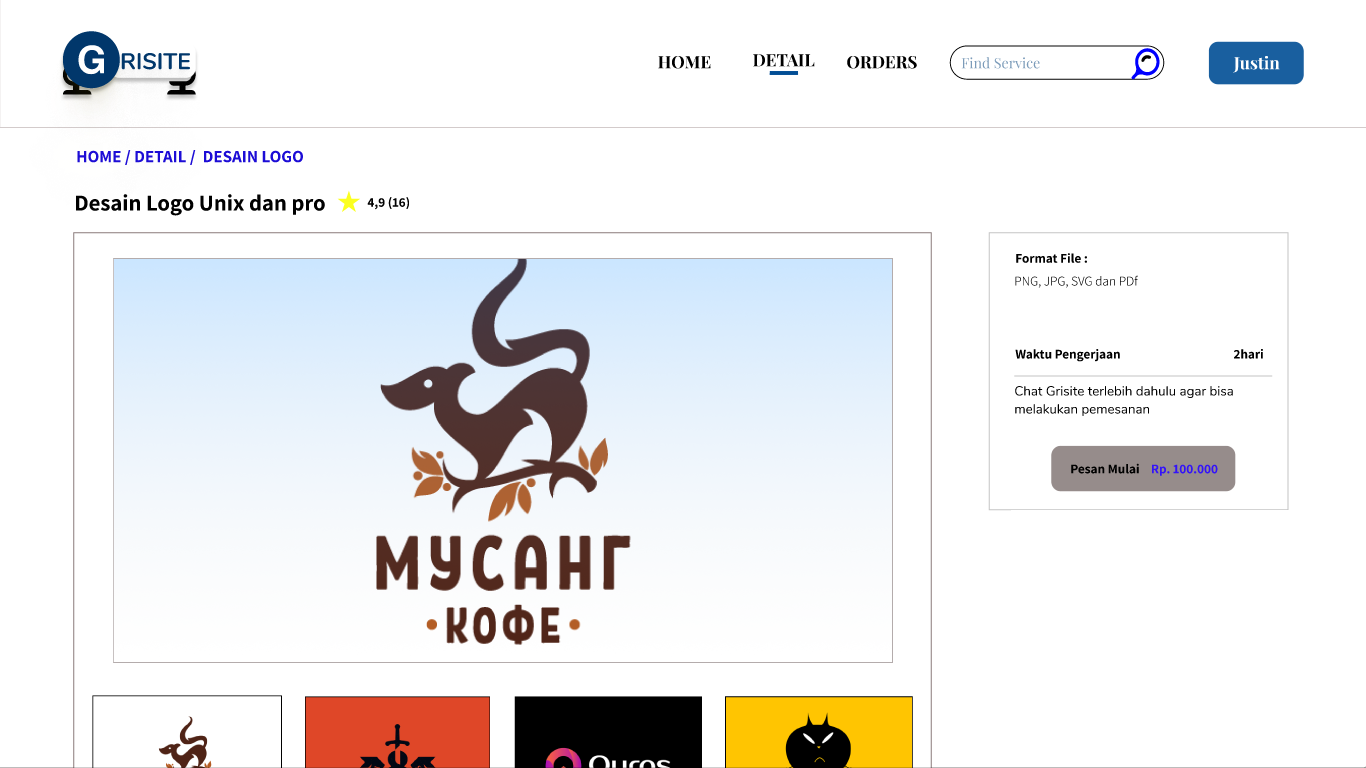 GRISITE
HOME DETAIL ORDERS Find Service Justin
HOME / DETAIL / DESAIN LOGO
Desain Logo Unix dan pro 4,9 (16)
МУСАНГ
• КОФЕ •
Format File :
PNG, JPG, SVG dan PDf
Waktu Pengerjaan 2hari
Chat Grisite terlebih dahulu agar bisa
melakukan pemesanan
Pesan Mulai Rp. 100.000